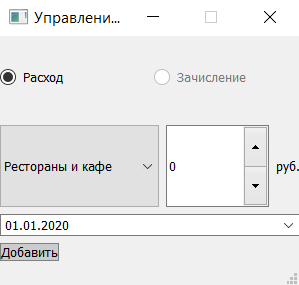 Управлени...
Расход
Зачисление
Рестораны и кафе
0
руб.
01.01.2020
Добавить